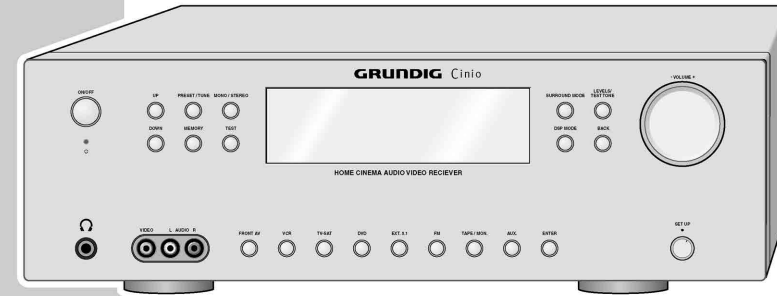 GRUNDIG Cinio
ON/OFF
UP
PRESET / TUNE
MONO / STEREO
DOWN
MEMORY
TEST
SURROUND MODE
LEVELS/
TEST TONE
DSP MODE
BACK
- VOLUME +
HOME CINEMA AUDIO VIDEO RECIEVER
VIDEO
L AUDIO R
FRONT AV
VCR
TV-SAT
DVD
EXT. 5.1
FM
TAPE / MON.
AUX.
ENTER
SET UP